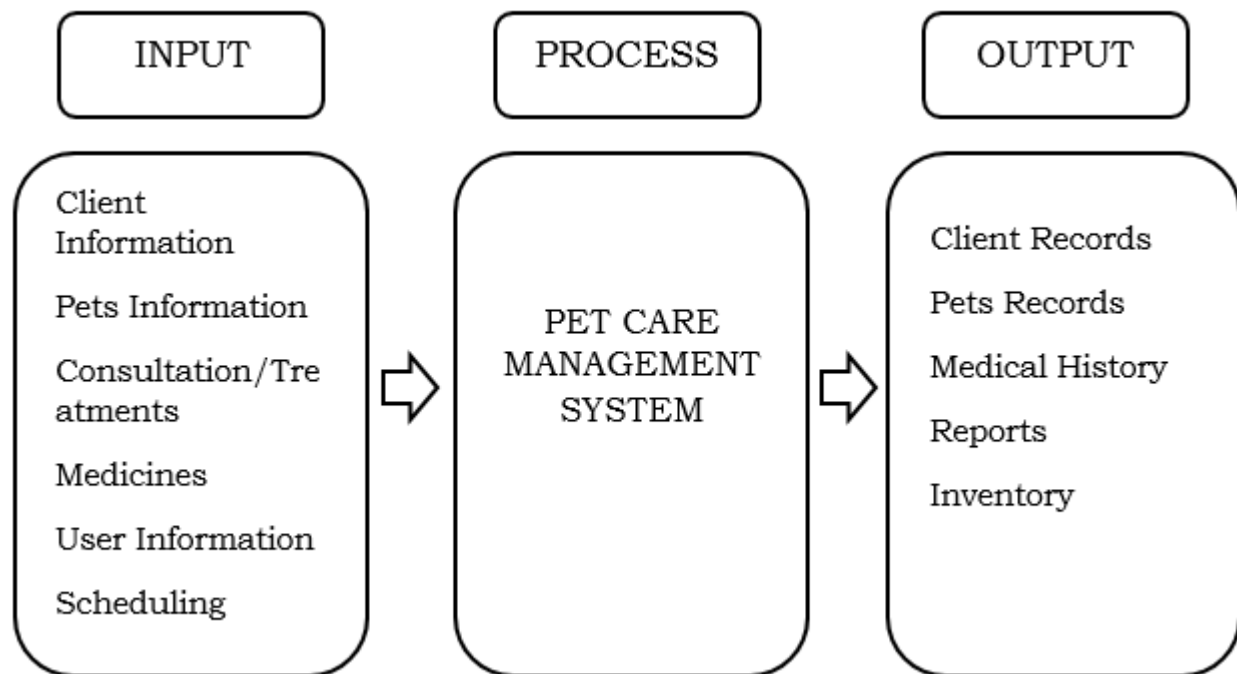 INPUT
PROCESS
OUTPUT
Client
Information
Pets Information
Consultation/Tre
atments
Medicines
User Information
Scheduling
PET CARE
MANAGEMENT
SYSTEM
Client Records
Pets Records
Medical History
Reports
Inventory